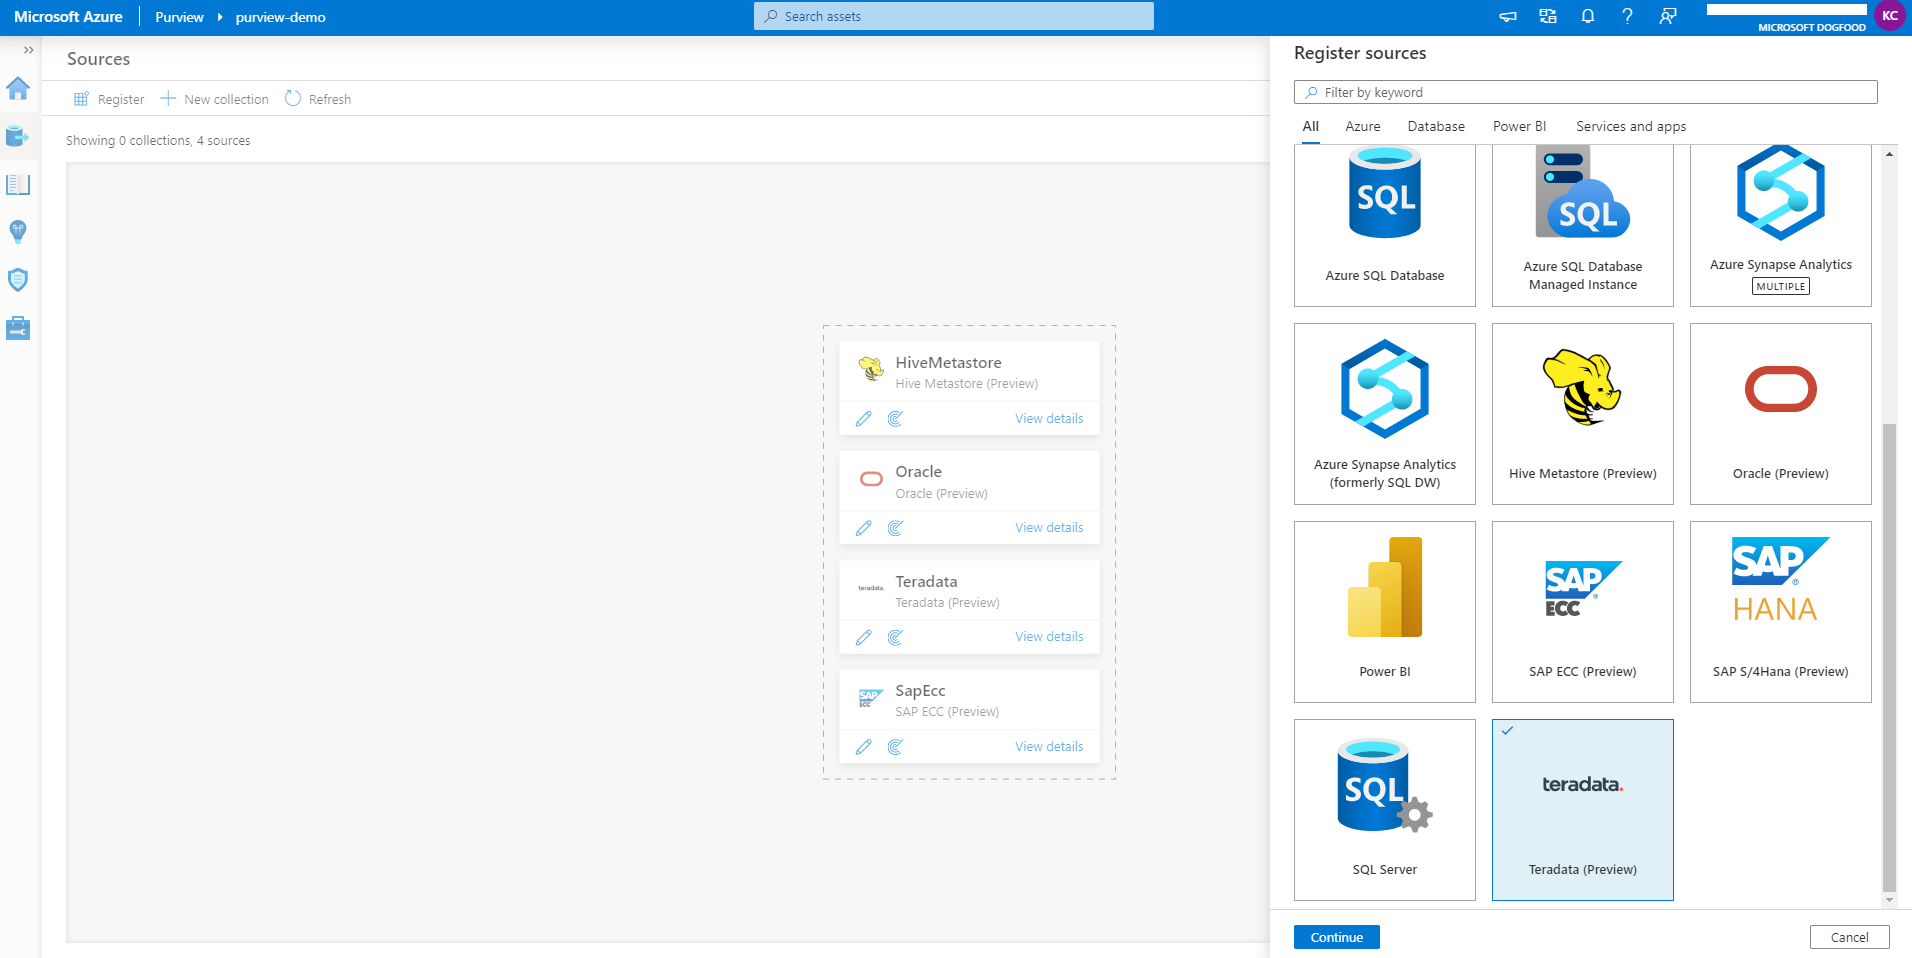 Microsoft Azure
Purview
purview-demo
Search assets
MICROSOFT DOGFOOD
KC
Sources
Register
New collection
Refresh
Showing 0 collections, 4 sources
HiveMetastore
Hive Metastore (Preview)
View details
Oracle
Oracle (Preview)
View details
teradata.
Teradata
Teradata (Preview)
View details
SAP
ECC
SapEcc
SAP ECC (Preview)
View details
Register sources
Filter by keyword
All
Azure
Database
Power BI
Services and apps
SQL
Azure SQL Database
SQL
Azure SQL Database
Managed Instance
Azure Synapse Analytics
MULTIPLE
Azure Synapse Analytics
(formerly SQL DW)
Hive Metastore (Preview)
Oracle (Preview)
Power BI
SAP®
ECC
SAP ECC (Preview)
SAP®
HANA
SAP S/4Hana (Preview)
SQL
SQL Server
teradata.
Teradata (Preview)
Continue
Cancel